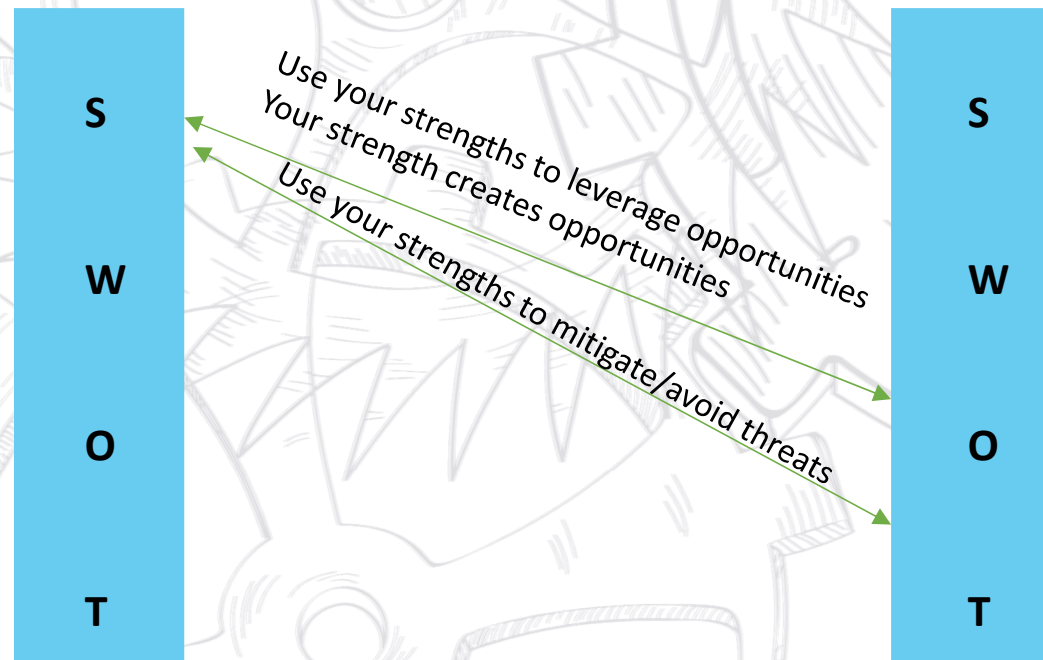 S
W
O
T
Use your strengths to leverage opportunities
Your strength creates opportunities
Use your strengths to mitigate/avoid threats
S
W
O
T